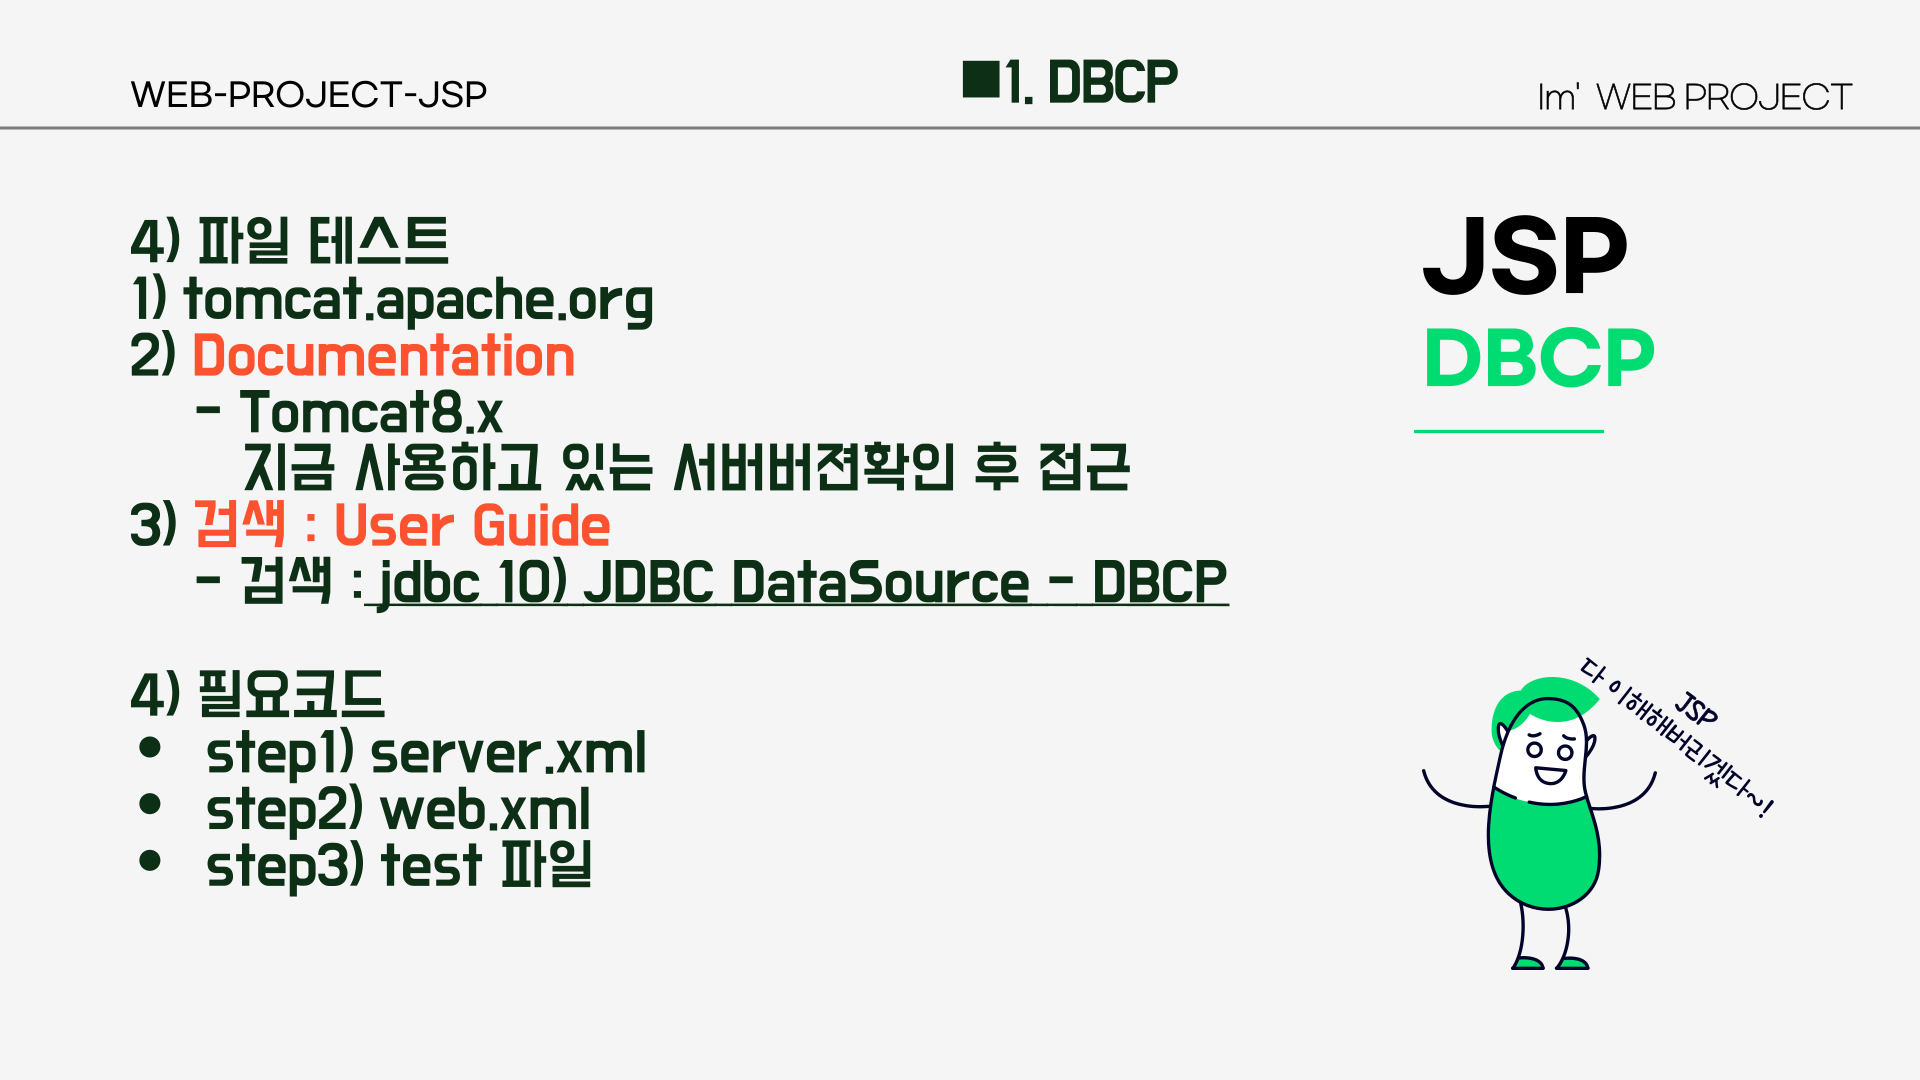 WEB-PROJECT-JSP
■1. DBCP
Im' WEB PROJECT
4) 파일 테스트
1) tomcat.apache.org
2) Documentation
- Tomcat8.x
지금 사용하고 있는 서버버젼확인 후 접근
3) 검색 : User Guide
- 검색 : jdbc 10) JDBC DataSource - DBCP
4) 필요코드
• step1) server.xml
• step2) web.xml
• step3) test 파일
JSP
DBCP
JSP
다 이해해버리겠다~!